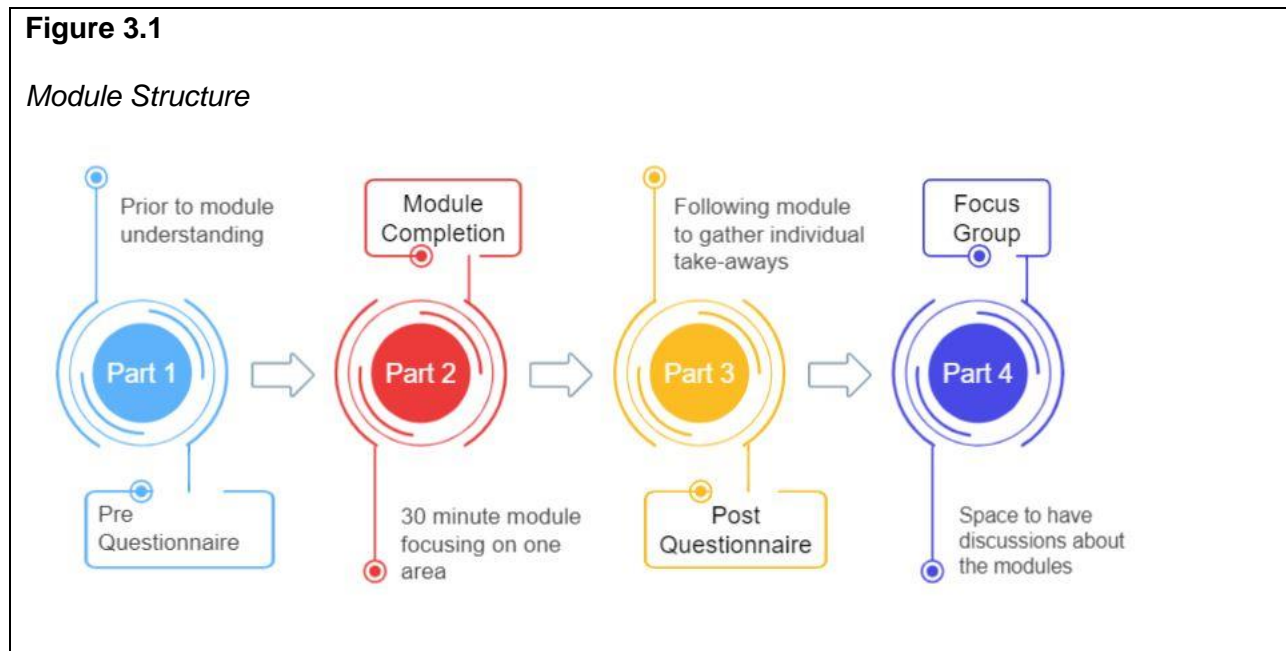 Figure 3.1
Module Structure
Prior to module
understanding
Part 1
Pre
Questionnaire
Module
Completion
Part 2
30 minute module
focusing on one
area
Following module
to gather individual
take-aways
Part 3
Post
Questionnaire
Focus
Group
Part 4
Space to have
discussions about
the modules